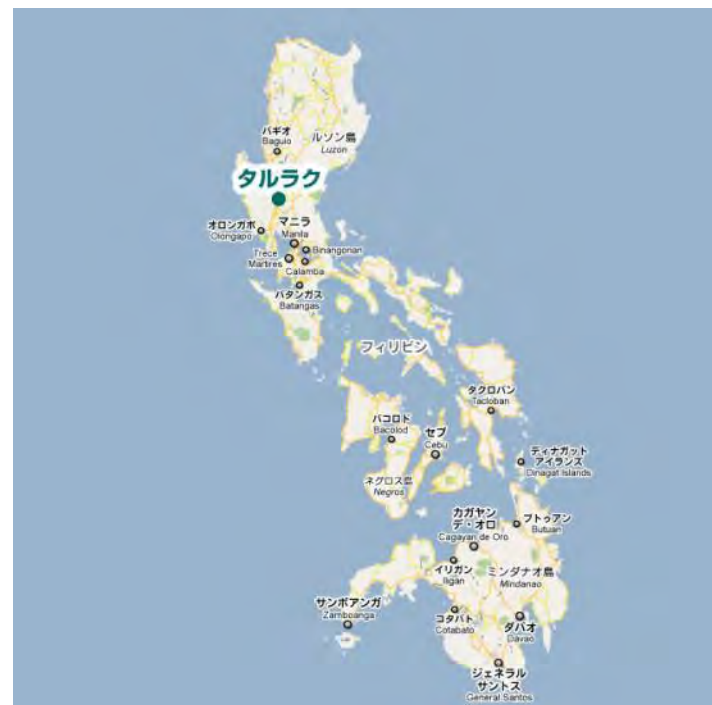 バギオ
Baguio
ルソン島
Luzon
タルラク
オロンガポ
Olongapo
マニラ
Manila
Binangonan
Trece
Martires
Calamba
バタンガス
Batangas
フィリピン
タクロバン
Tacloban
バコロド
Bacolod
セブ
Cebu
ディナガット
アイランズ
Dinagat Islands
ネグロス島
Negros
カガヤン
デ・オロ
Cagayan de Oro
ブトゥアン
Butuan
イリガン
Iligan
ミンダナオ島
Mindanao
サンボアンガ
Zamboanga
コタバト
Cotabato
ダバオ
Davao
ジェネラル
サントス
General Santos